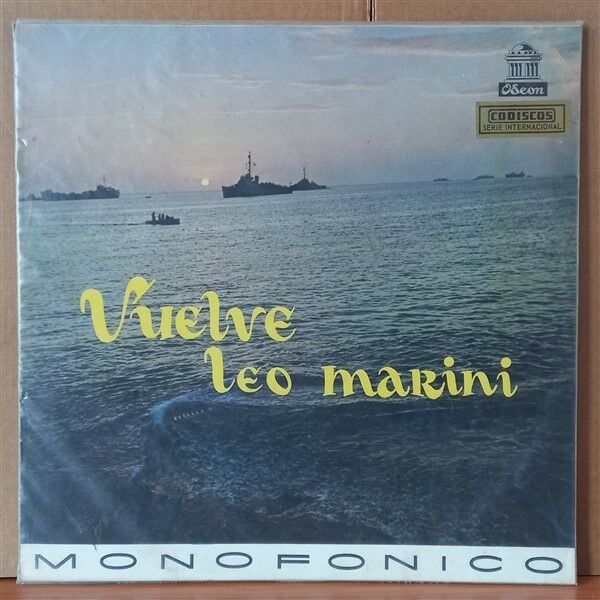 Odeon
CODISCOS
SERIE INTERNACIONAL
Vuelve
leo marini
MONOFONICO